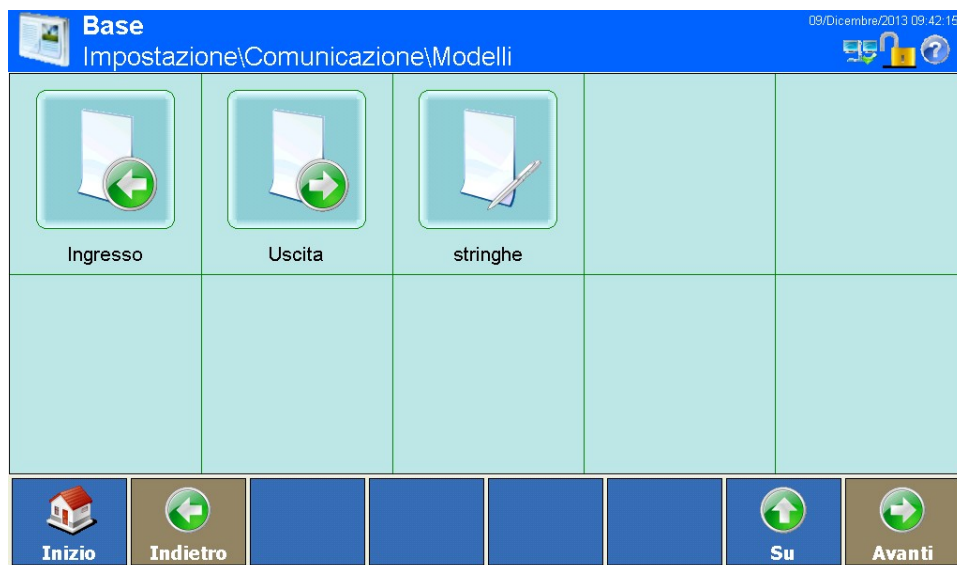 Base
09/Dicembre/2013 09:42:15
Impostazione\Comunicazione\Modelli
Ingresso
Uscita
stringhe
Inizio
Indietro
Su
Avanti